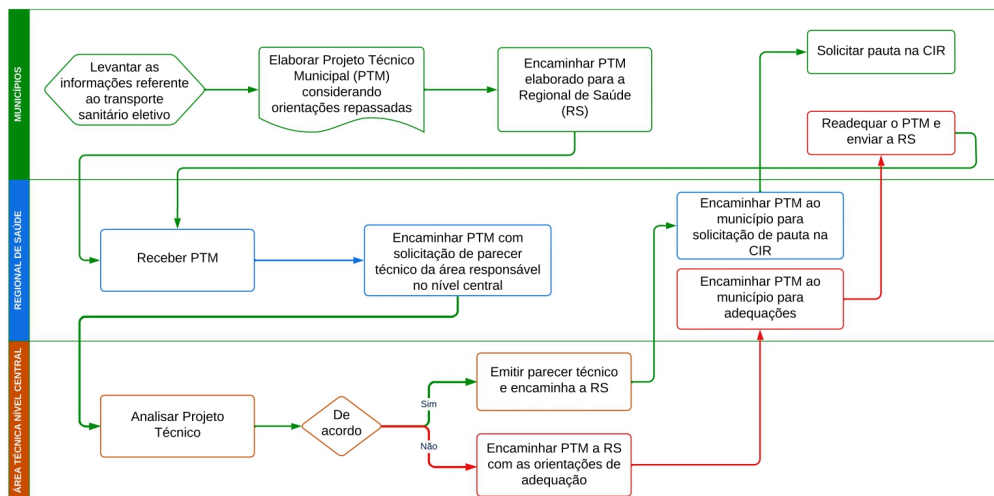 MUNICÍPIOS
Levantar as
informações referente
ao transporte
sanitário eletivo
Elaborar Projeto Técnico
Municipal (PTM)
considerando
orientações repassadas
Encaminhar PTM
elaborado para a
Regional de Saúde
(RS)
Solicitar pauta na CIR
Readequar o PTM e
enviar a RS
REGIONAL DE SAÚDE
Receber PTM
Encaminhar PTM com
solicitação de parecer
técnico da área responsável
no nível central
Encaminhar PTM ao
município para
solicitação de pauta na
CIR
Encaminhar PTM ao
município para
adequações
ÁREA TÉCNICA NÍVEL CENTRAL
Analisar Projeto
Técnico
De
acordo
Sim
Não
Emitir parecer técnico
e encaminha a RS
Encaminhar PTM a RS
com as orientações de
adequação